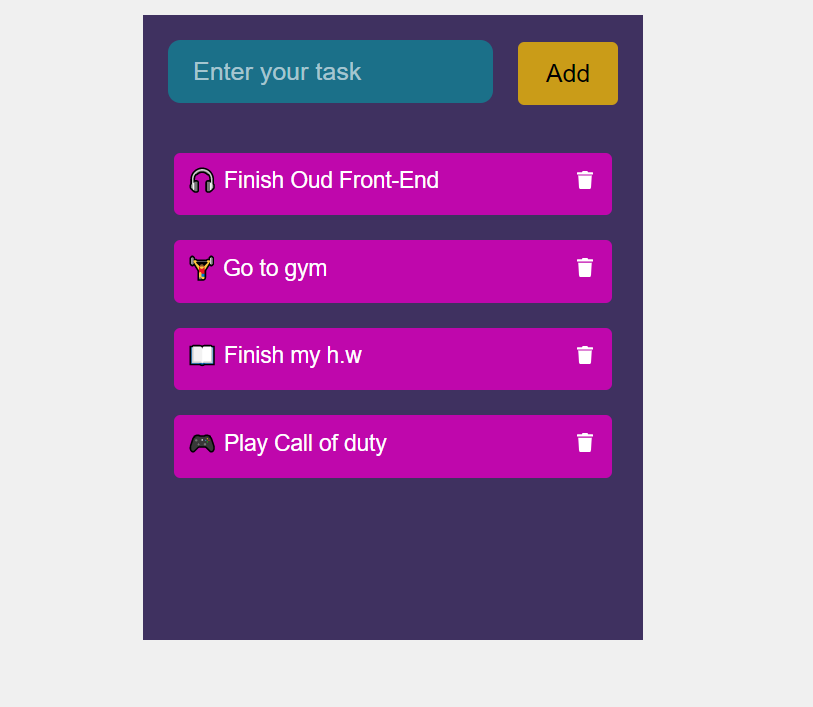 Enter your task
Add
🎧 Finish Oud Front-End
🏋 Go to gym
📖 Finish my h.w
🎮 Play Call of duty